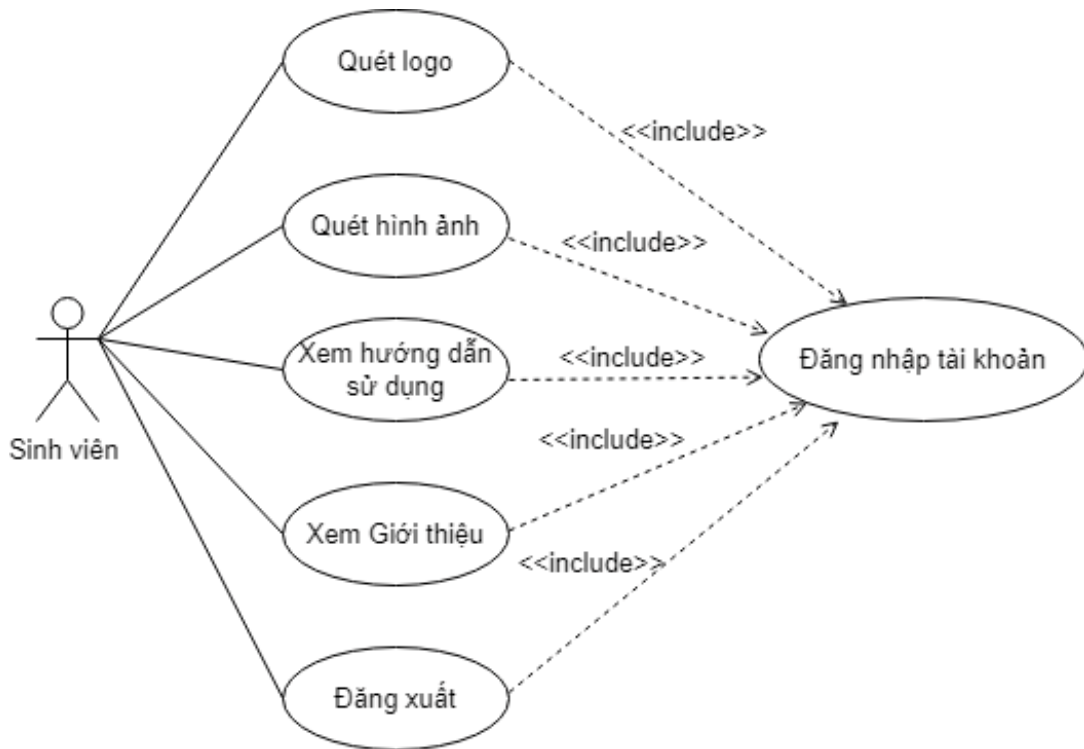 Quét logo
<<include>>
Quét hình ảnh
<<include>>
Xem hướng dẫn
sử dụng
<<include>>
Đăng nhập tài khoản
Sinh viên
<<include>>
Xem Giới thiệu
<<include>>
Đăng xuất